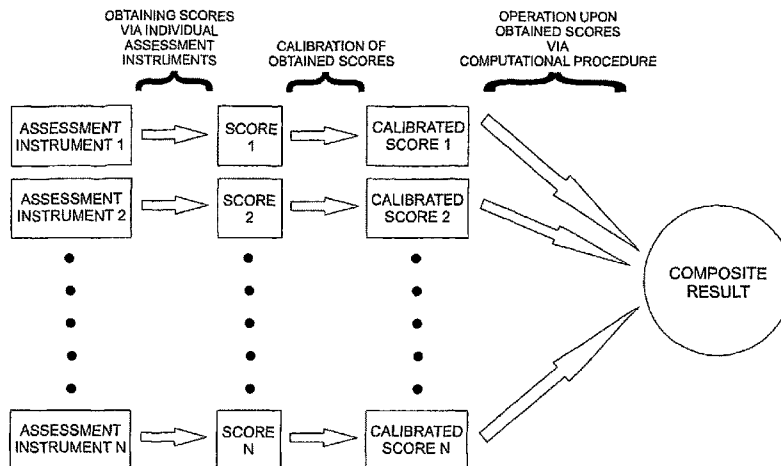 OBTAINING SCORES
VIA INDIVIDUAL
ASSESSMENT
INSTRUMENTS
CALIBRATION OF
OBTAINED SCORES
OPERATION UPON
OBTAINED SCORES
VIA
COMPUTATIONAL PROCEDURE
ASSESSMENT
INSTRUMENT 1
SCORE
1
CALIBRATED
SCORE 1
ASSESSMENT
INSTRUMENT 2
SCORE
2
CALIBRATED
SCORE 2
COMPOSITE
RESULT
ASSESSMENT
INSTRUMENT N
SCORE
N
CALIBRATED
SCORE N